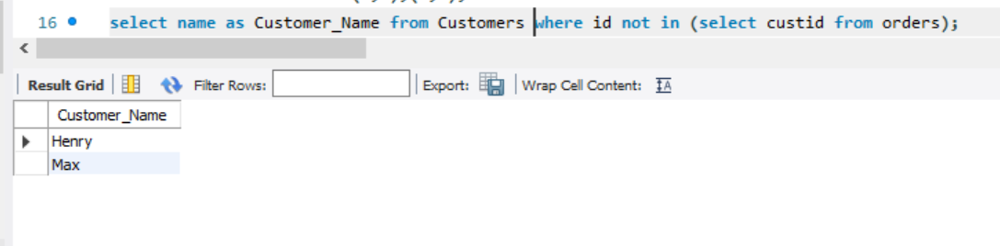 16 select name as Customer_Name from Customers where id not in (select custid from orders);
Result Grid Filter Rows: Export: Wrap Cell Content: IA
Customer_Name
Henry
Max